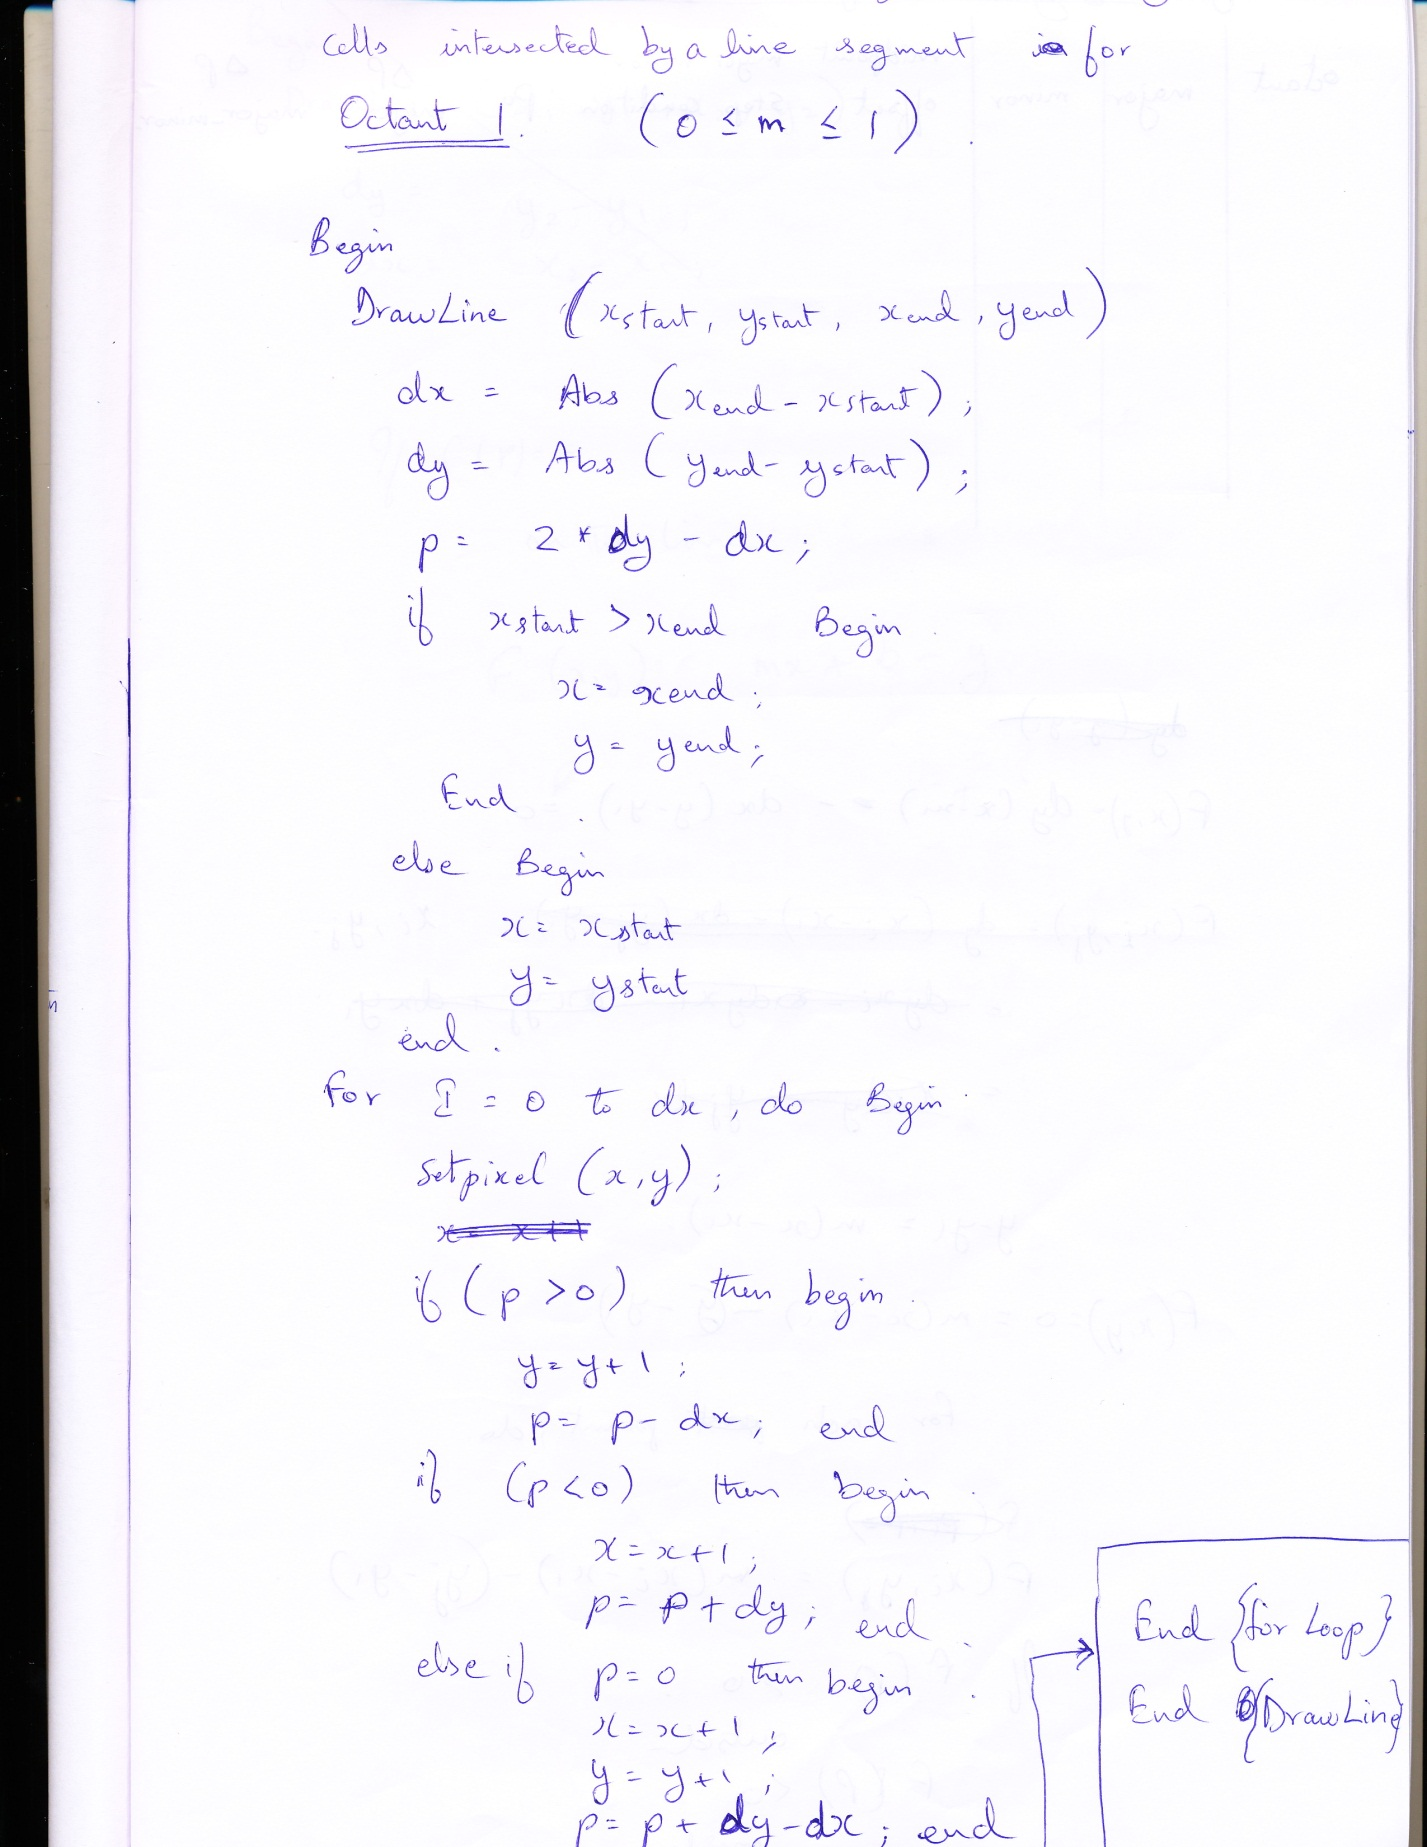 cells intersected by a line segment for
Octant 1. (0 ≤ m ≤ 1).
Begin
DrawLine (xstart, ystart, xend, yend)
dx = Abs (xend - xstart);
dy = Abs (yend - ystart);
p = 2 * dy - dx;
if xstart > xend Begin
x = xend;
y = yend;
End
else Begin
x = xstart
y = ystart
end.
For I = 0 to dx, do Begin
Setpixel (x,y);
x = x+1
if (p > 0) then begin
y = y + 1;
p = p - dx; end
if (p < 0) then begin
x = x + 1;
p = p + dy; end
else if p = 0 then begin
x = x + 1;
y = y + 1;
p = p + dy - dx; end
End {for Loop}
End {DrawLine}